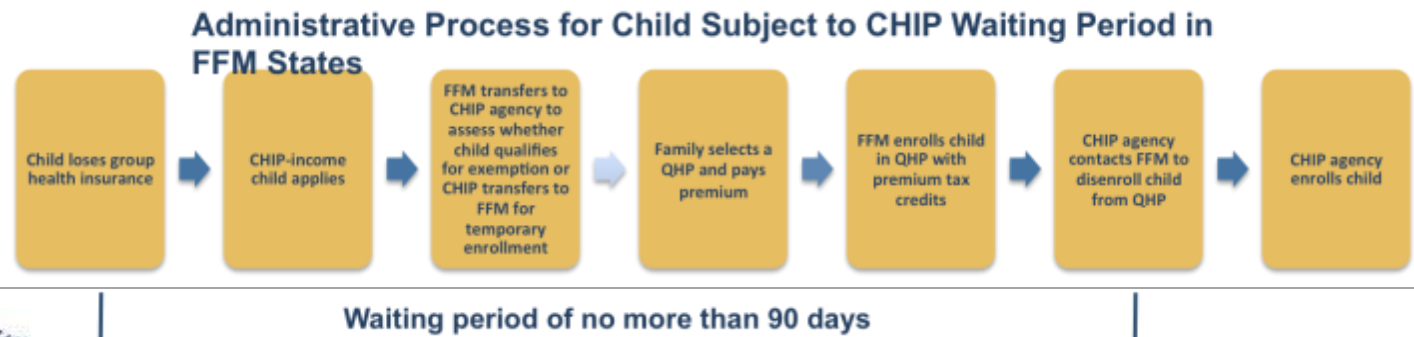 Administrative Process for Child Subject to CHIP Waiting Period in
FFM States
Child loses group
health insurance
CHIP-income
child applies
FFM transfers to
CHIP agency to
assess whether
child qualifies
for exemption or
CHIP transfers to
FFM for
temporary
enrollment
Family selects a
QHP and pays
premium
FFM enrolls child
in QHP with
premium tax
credits
CHIP agency
contacts FFM to
disenroll child
from QHP
CHIP agency
enrolls child
Waiting period of no more than 90 days